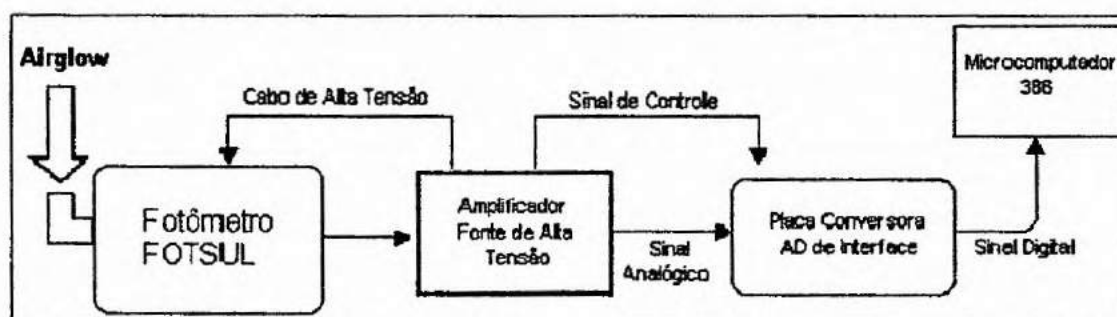 Airglow
Cabo de Alta Tensão
Sinal de Controle
Microcomputador
386
Fotômetro
FOTSUL
Amplificador
Fonte de Alta
Tensão
Sinal
Analógico
Placa Conversora
AD de Interface
Sinal Digital